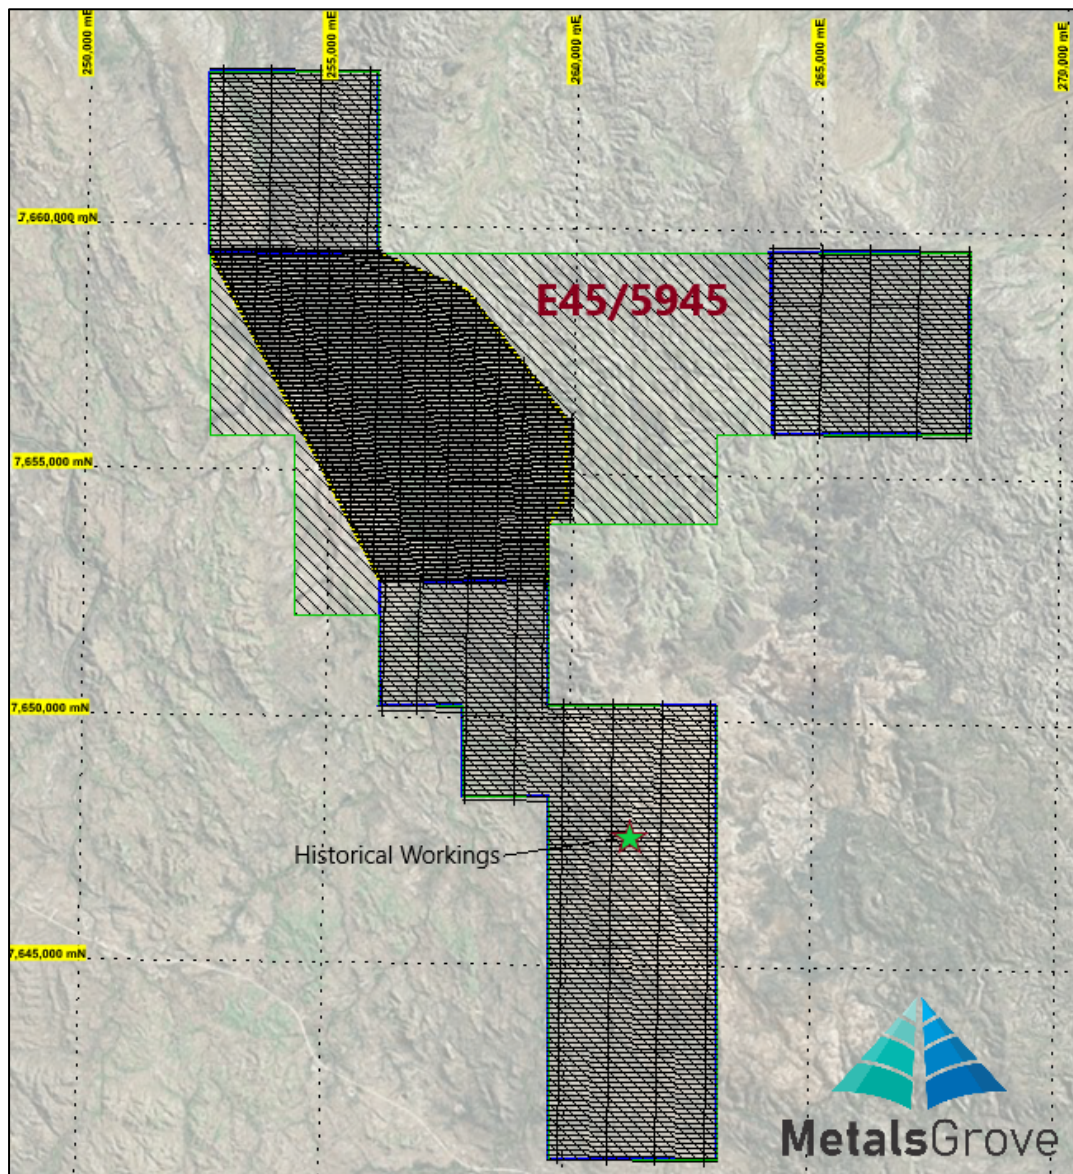 250,000 mE
255,000 mE
260,000 mE
265,000 mE
270,000 mE
7,660,000 mN
E45/5945
7,655,000 mN
7,650,000 mN
Historical Workings
7,645,000 mN
MetalsGrove